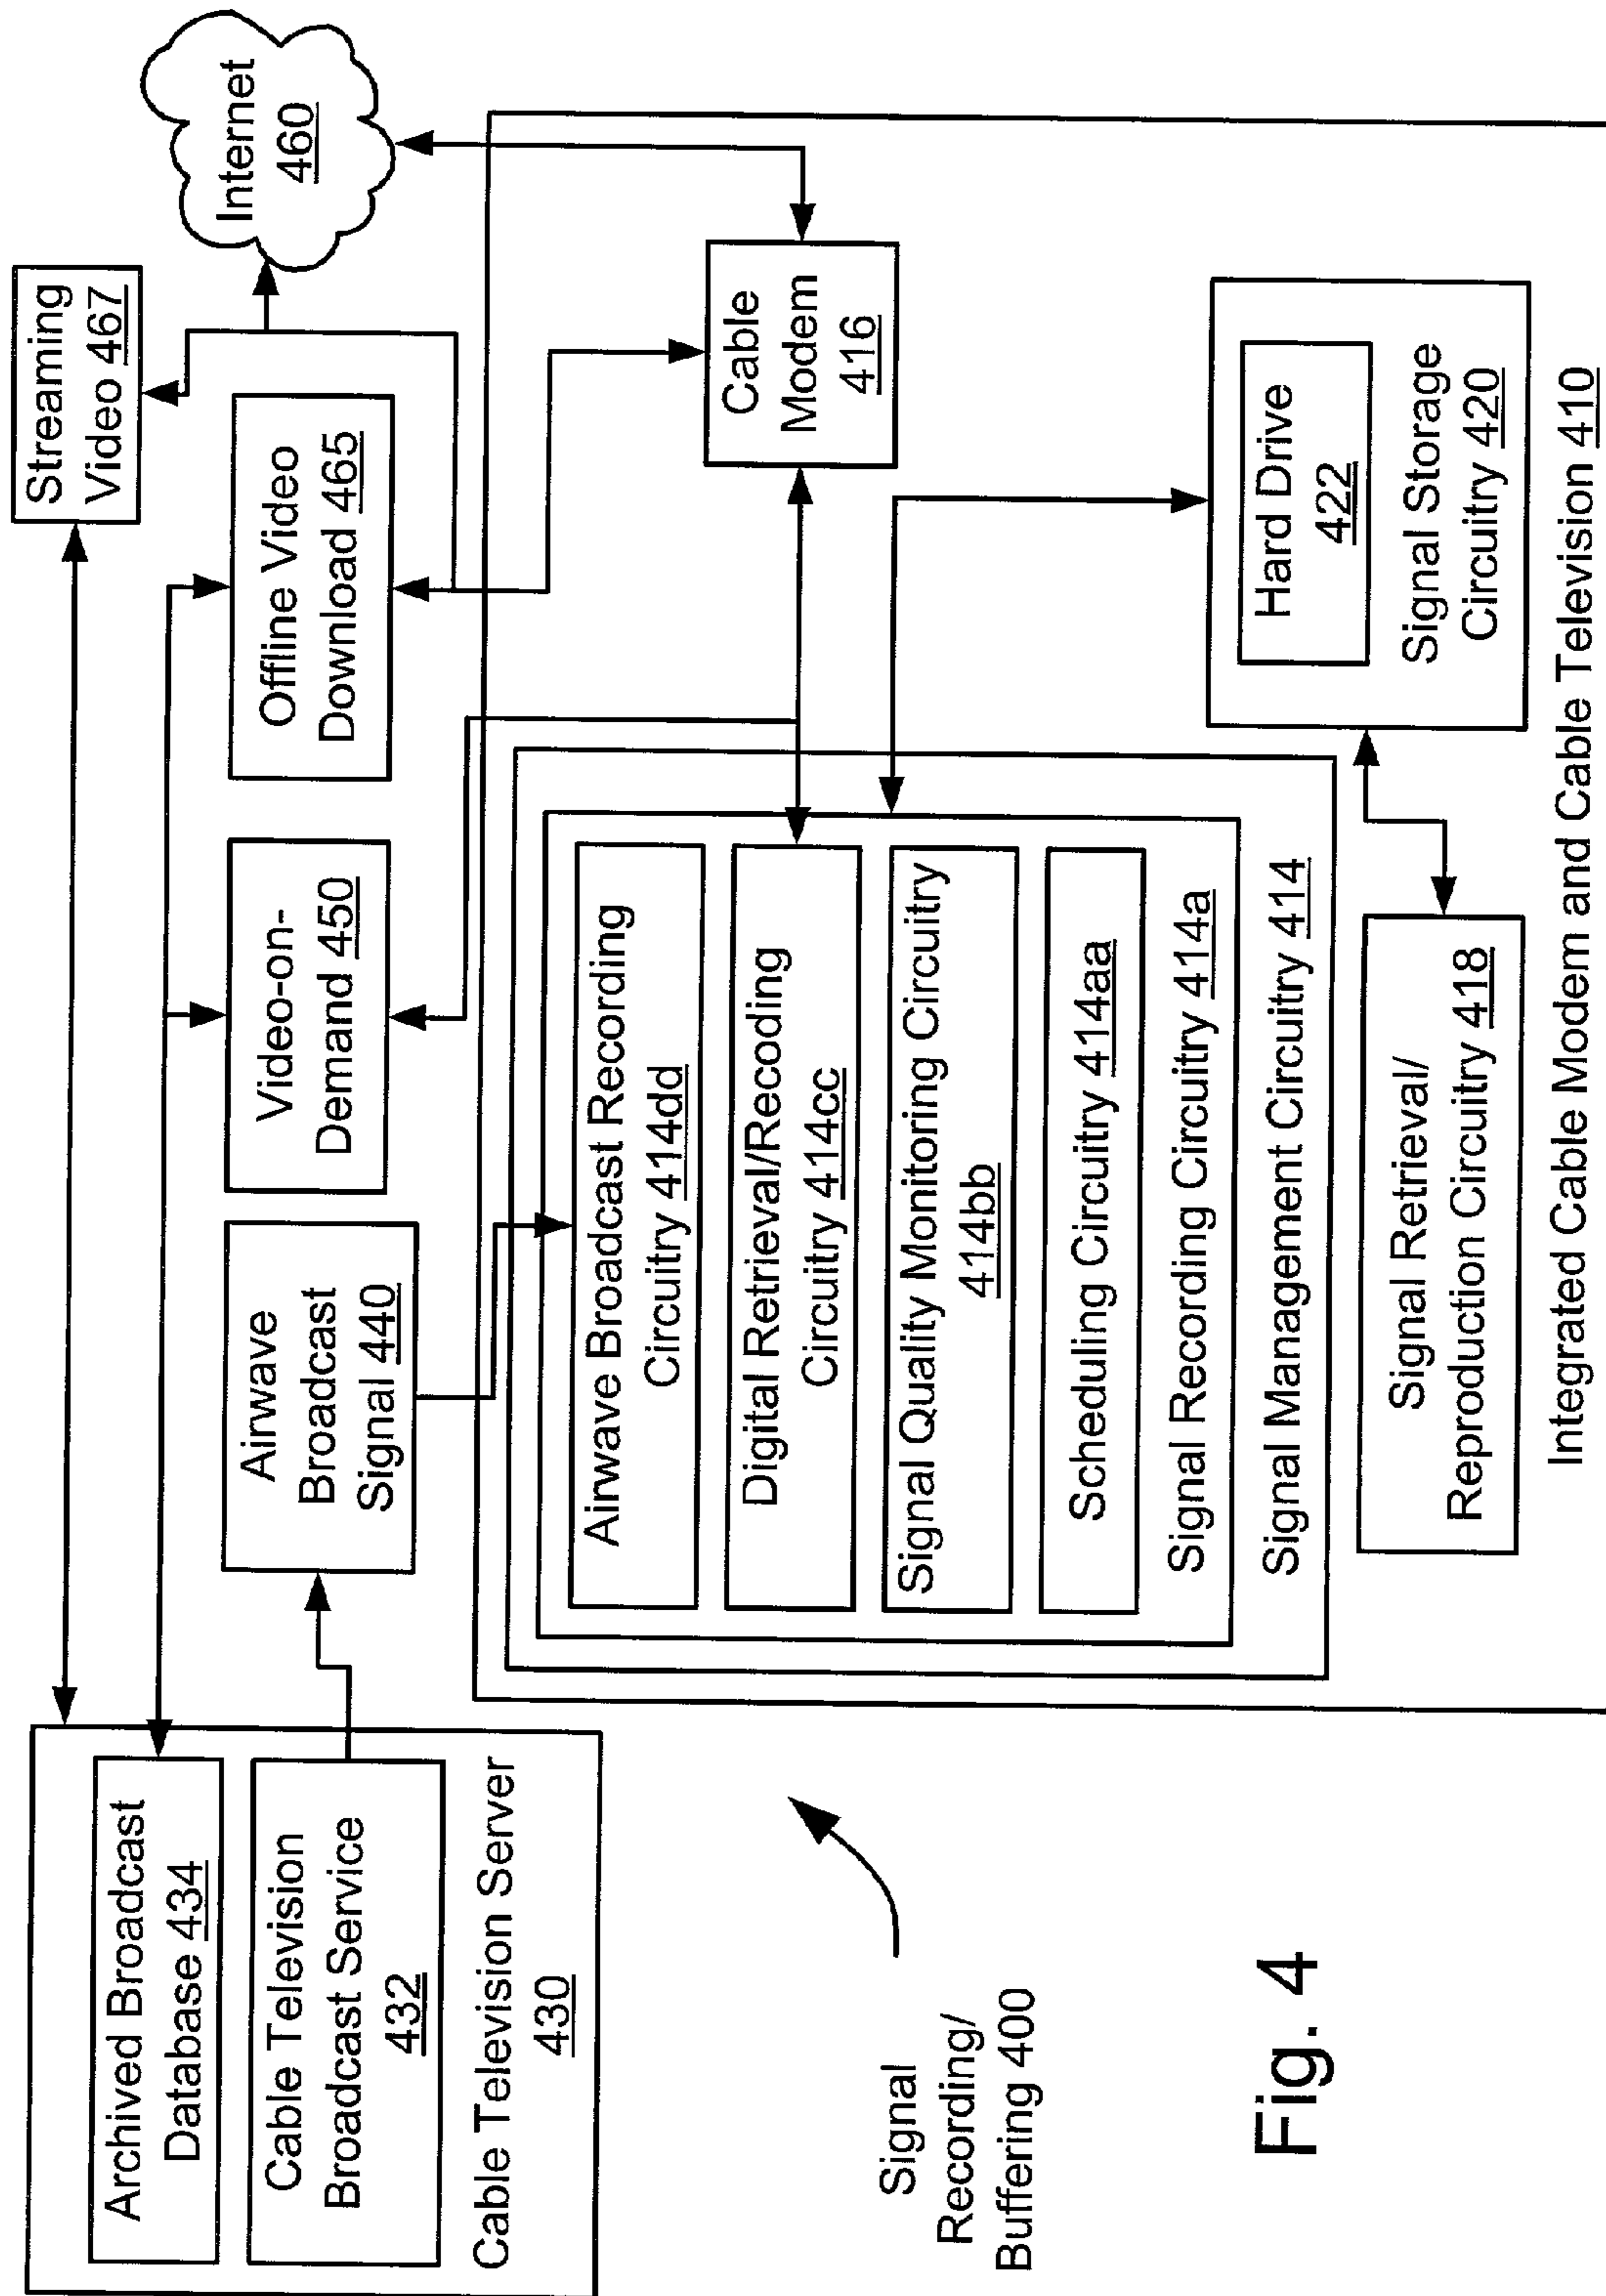 Archived Broadcast
Database 434
Cable Television
Broadcast Service
432
Cable Television Server
430
Airwave
Broadcast
Signal 440
Video-on-
Demand 450
Offline Video
Download 465
Streaming
Video 467
Internet
460
Airwave Broadcast Recording
Circuitry 414dd
Digital Retrieval/Recoding
Circuitry 414cc
Signal Quality Monitoring Circuitry
414bb
Scheduling Circuitry 414aa
Signal Recording Circuitry 414a
Signal Management Circuitry 414
Cable
Modem
416
Hard Drive
422
Signal Storage
Circuitry 420
Signal Retrieval/
Reproduction Circuitry 418
Integrated Cable Modem and Cable Television 410
Signal
Recording/
Buffering 400
Fig. 4